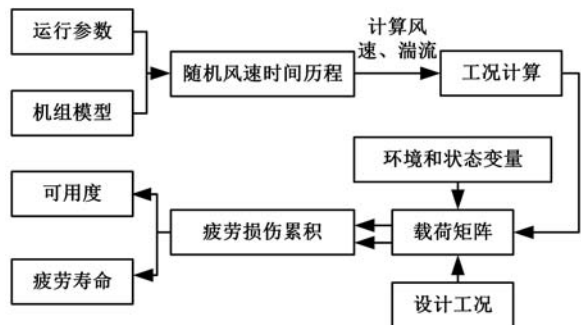 运行参数
机组模型
随机风速时间历程
计算风
速、湍流
工况计算
环境和状态变量
可用度
疲劳损伤累积
载荷矩阵
疲劳寿命
设计工况